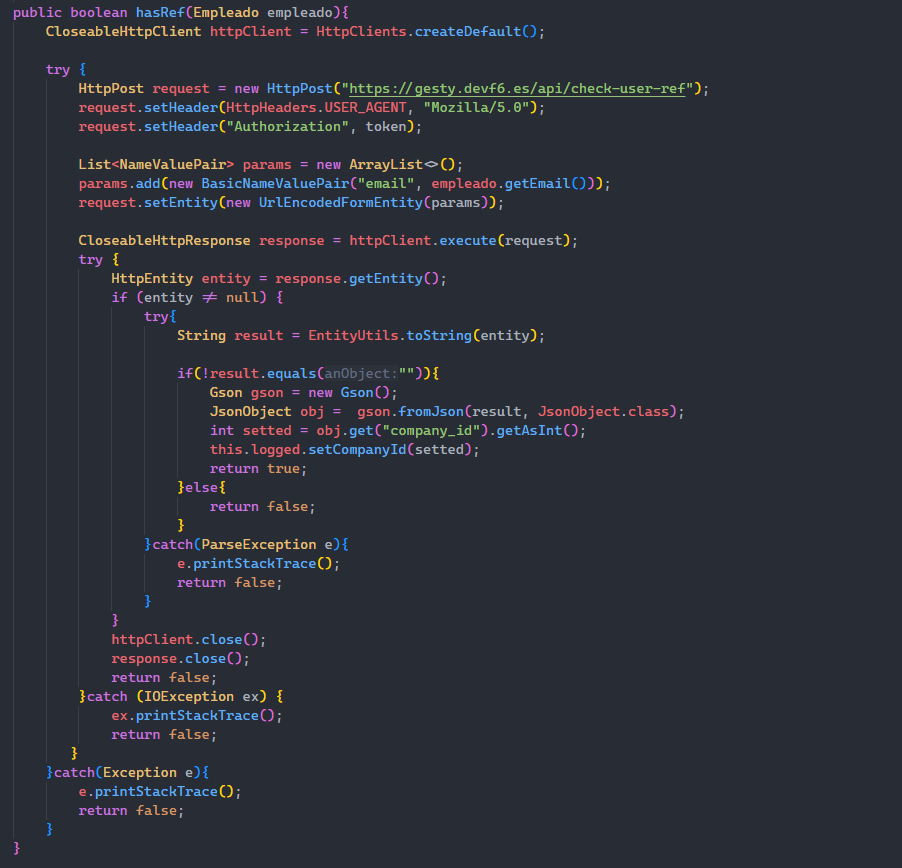 public boolean hasRef(Empleado empleado){
CloseableHttpClient httpClient = HttpClients.createDefault();
try {
HttpPost request = new HttpPost("https://gesty.devf6.es/api/check-user-ref");
request.setHeader(HttpHeaders.USER_AGENT, "Mozilla/5.0");
request.setHeader("Authorization", token);
List<NameValuePair> params = new ArrayList<>();
params.add(new BasicNameValuePair("email", empleado.getEmail()));
request.setEntity(new UrlEncodedFormEntity(params));
CloseableHttpResponse response = httpClient.execute(request);
try {
HttpEntity entity = response.getEntity();
if (entity ≠ null) {
try{
String result = EntityUtils.toString(entity);
if(!result.equals(anObject:"")){
Gson gson = new Gson();
JsonObject obj =  gson.fromJson(result, JsonObject.class);
int setted = obj.get("company_id").getAsInt();
this.logged.setCompanyId(setted);
return true;
}else{
return false;
}
}catch(ParseException e){
e.printStackTrace();
return false;
}
}
httpClient.close();
response.close();
return false;
}catch (IOException ex) {
ex.printStackTrace();
return false;
}
}catch(Exception e){
e.printStackTrace();
return false;
}
}